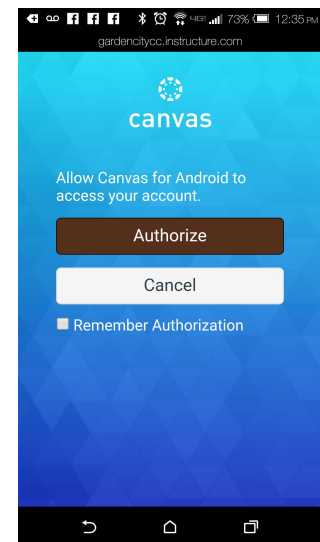 4GE 73% 12:35 PM
gardencitycc.instructure.com
canvas
Allow Canvas for Android to
access your account.
Authorize
Cancel
Remember Authorization